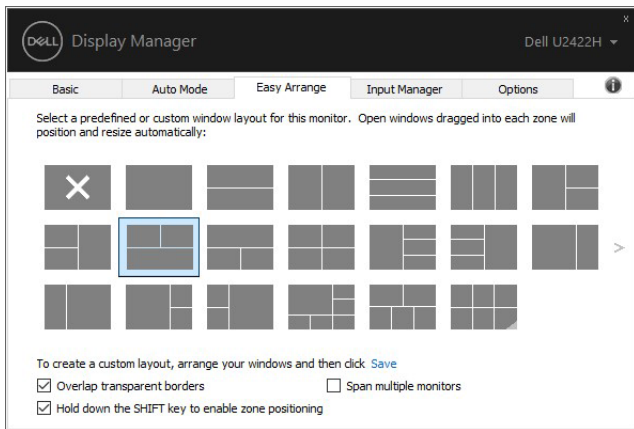 x
DELL Display Manager Dell U2422H
Basic Auto Mode Easy Arrange Input Manager Options
Select a predefined or custom window layout for this monitor. Open windows dragged into each zone will
position and resize automatically:
>
To create a custom layout, arrange your windows and then click Save
Overlap transparent borders Span multiple monitors
Hold down the SHIFT key to enable zone positioning